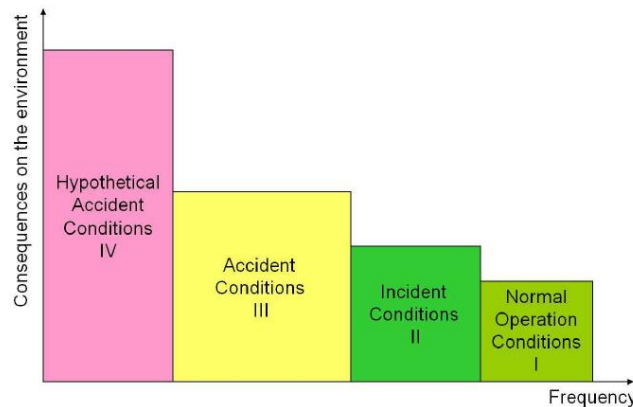 Consequences on the environment
Hypothetical
Accident
Conditions
IV
Accident
Conditions
III
Incident
Conditions
II
Normal
Operation
Conditions
I
Frequency